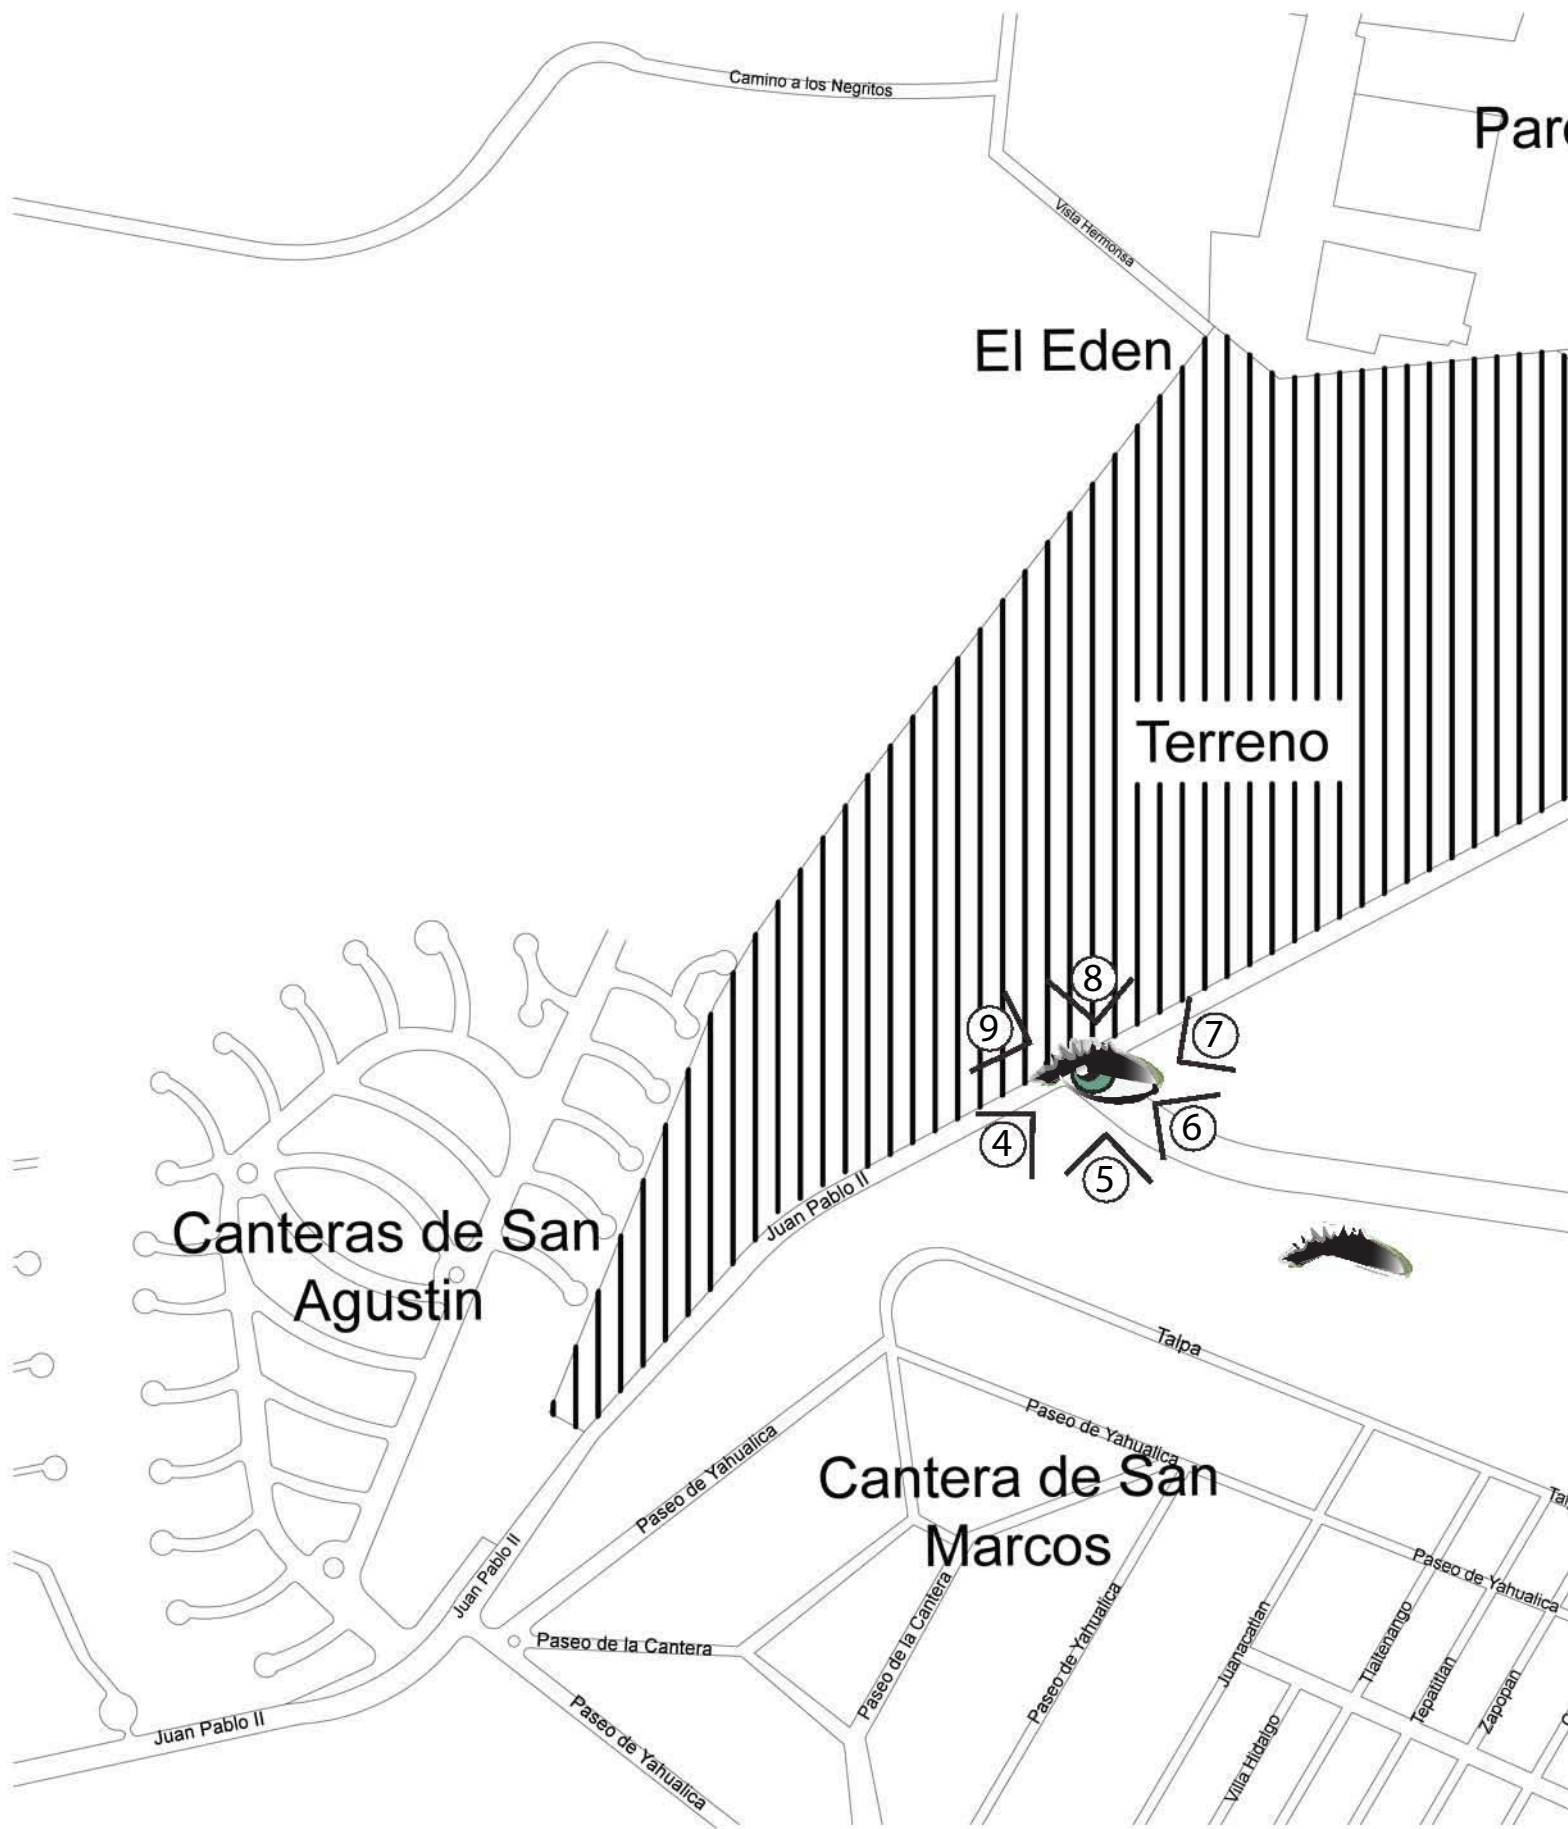 Camino a los Negritos
Parq
Vista Hermonsa
El Eden
Terreno
8
9
7
4
6
5
Juan Pablo II
Canteras de San
Agustin
Talpa
Paseo de Yahualica
Paseo de Yahualica
Cantera de San
Marcos
Juan Pablo II
Paseo de Yahualica
Paseo de la Cantera
Paseo de la Cantera
Paseo de Yahualica
Juanacatlan
Tlaltenango
Tepatitlan
Zapopan
Juan Pablo II
Paseo de Yahualica
Villa Hidalgo